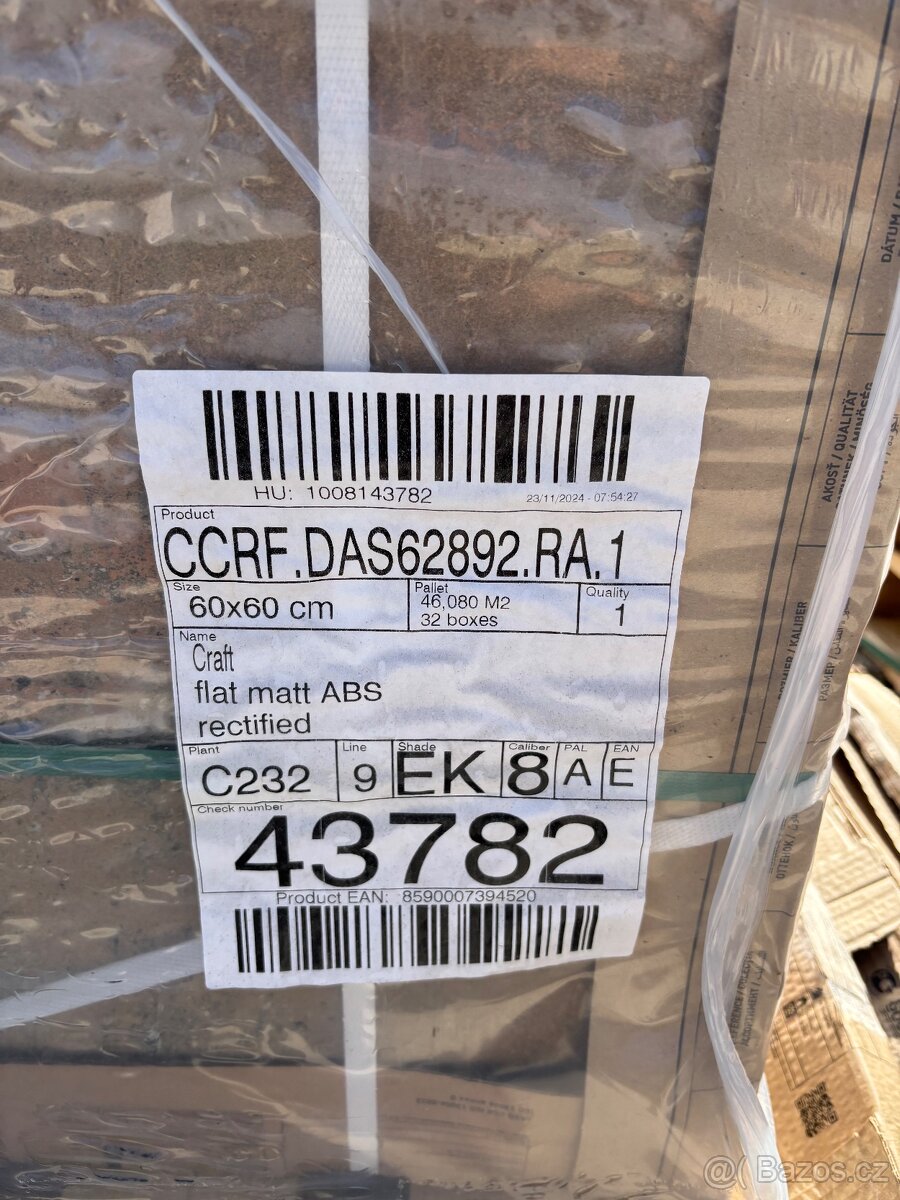 HU: 1008143782
23/11/2024 - 07:54:27
Product
CCRF.DAS62892.RA.1
Size
60x60 cm
Pallet
46,080 M2
32 boxes
Quality
1
Name
Craft
flat matt ABS
rectified
Plant
C232
Line
9
Shade
EK
Caliber
8
PAL
A
EAN
E
Check number
43782
Product EAN: 8590007394520
DÁTUM /
AKOSŤ / QUALITÄT
/ KALIBER
РАЗМЕР /
Bazos.cz